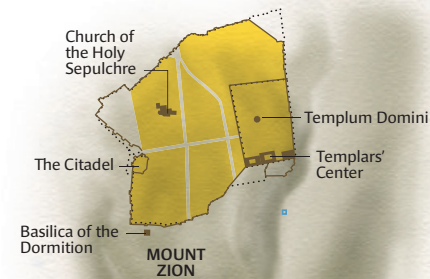 Church of
the Holy
Sepulchre
Templum Domini
The Citadel
Templars'
Center
Basilica of the
Dormition
MOUNT
ZION